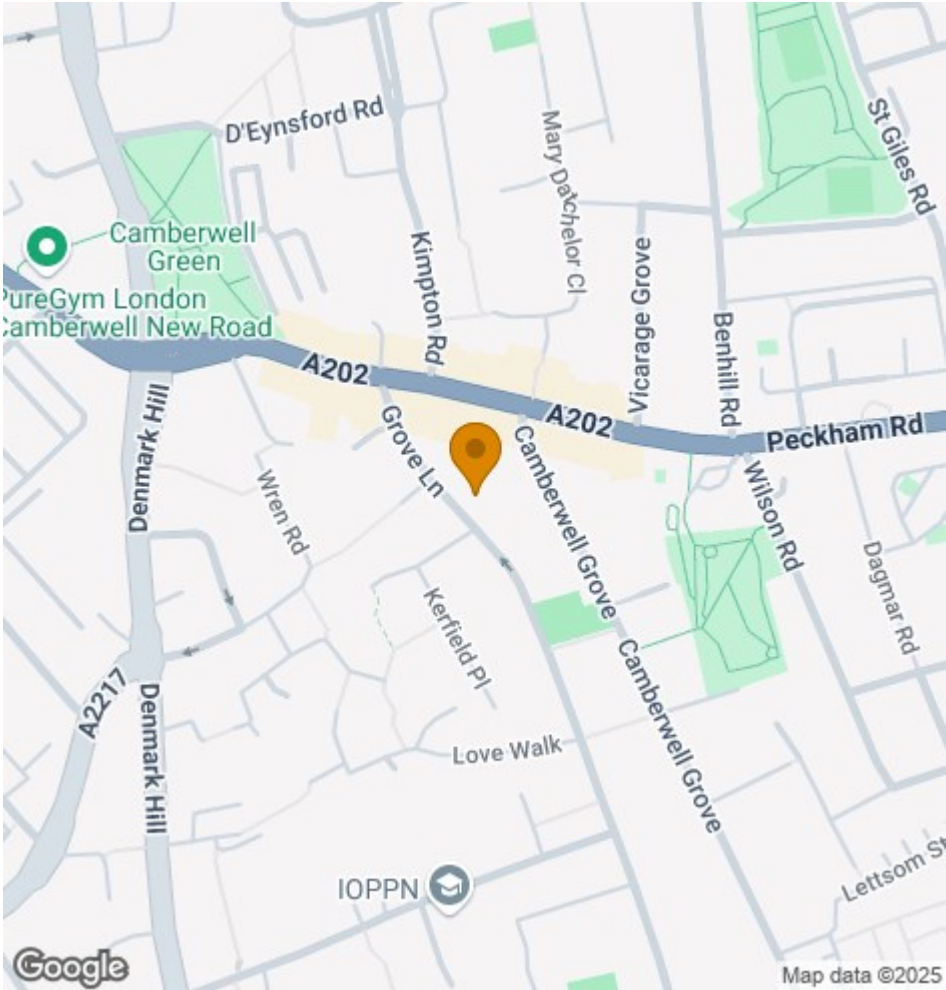 D'Eynsford Rd
St Giles Rd
Mary Datchelor Cl
Camberwell
Green
Kimpton Rd
Vicarage Grove
PureGym London
Camberwell New Road
Benhill Rd
A202
A202
Peckham Rd
Denmark Hill
Grove Ln
Camberwell Grove
Wilson Rd
Wren Rd
Dagmar Rd
Kerfield Pl
A2217
Denmark Hill
Camberwell Grove
Love Walk
IOPPN
Lettsom St
Google
Map data ©2025